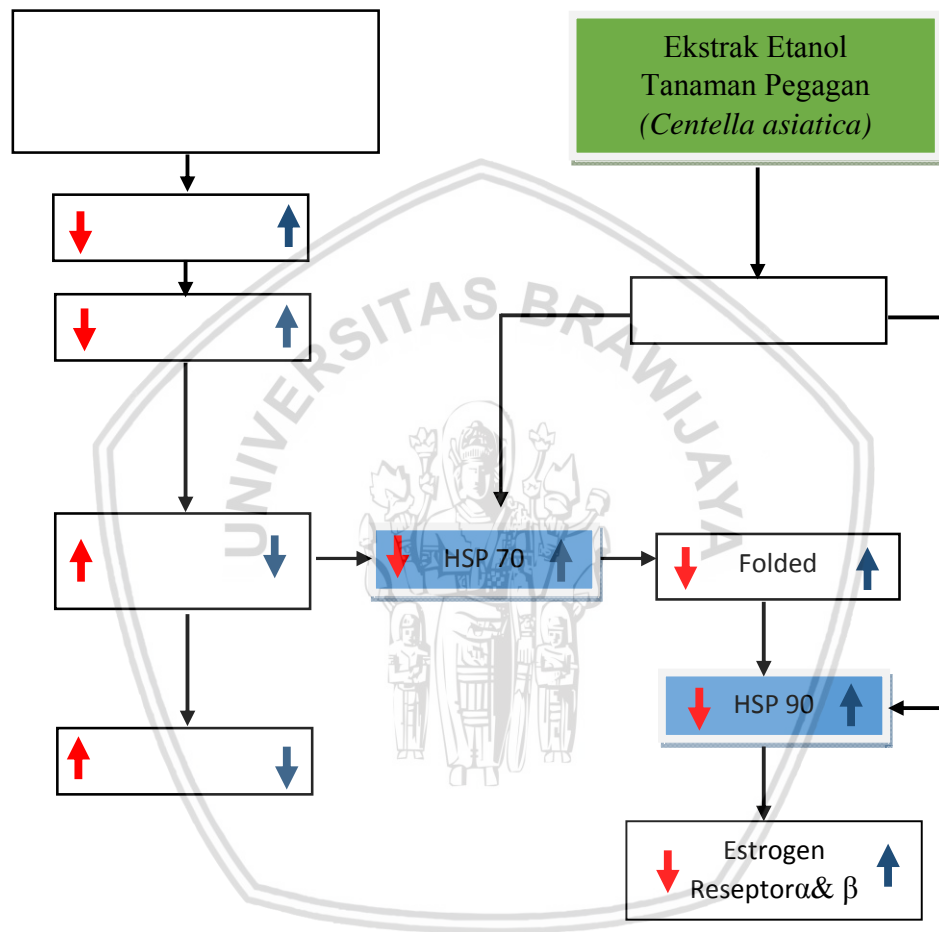 Ekstrak Etanol
Tanaman Pegagan
(Centella asiatica)
UNIVERSITAS BRAWIJAYA
HSP 70
Folded
HSP 90
Estrogen
Reseptorα& β